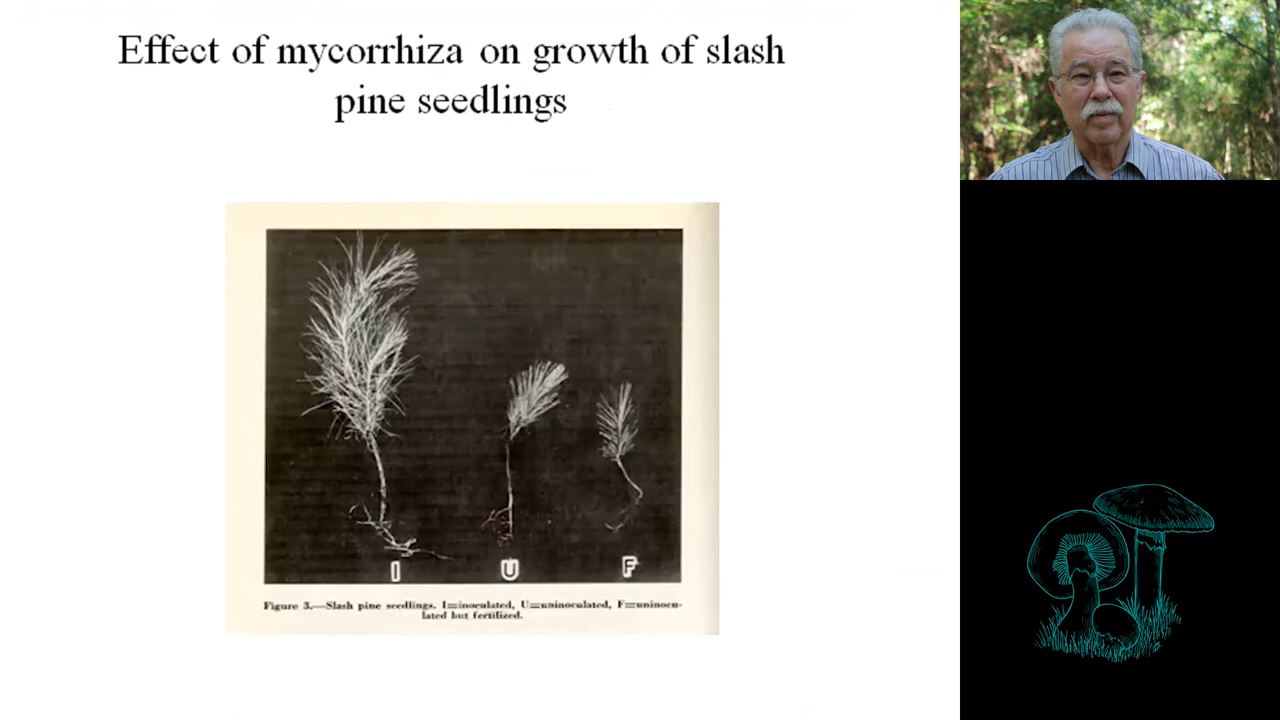 Effect of mycorrhiza on growth of slash
pine seedlings
I U F
Figure 3.—Slash pine seedlings. I=inoculated, U=uninoculated, F=uninocu-
lated but fertilized.